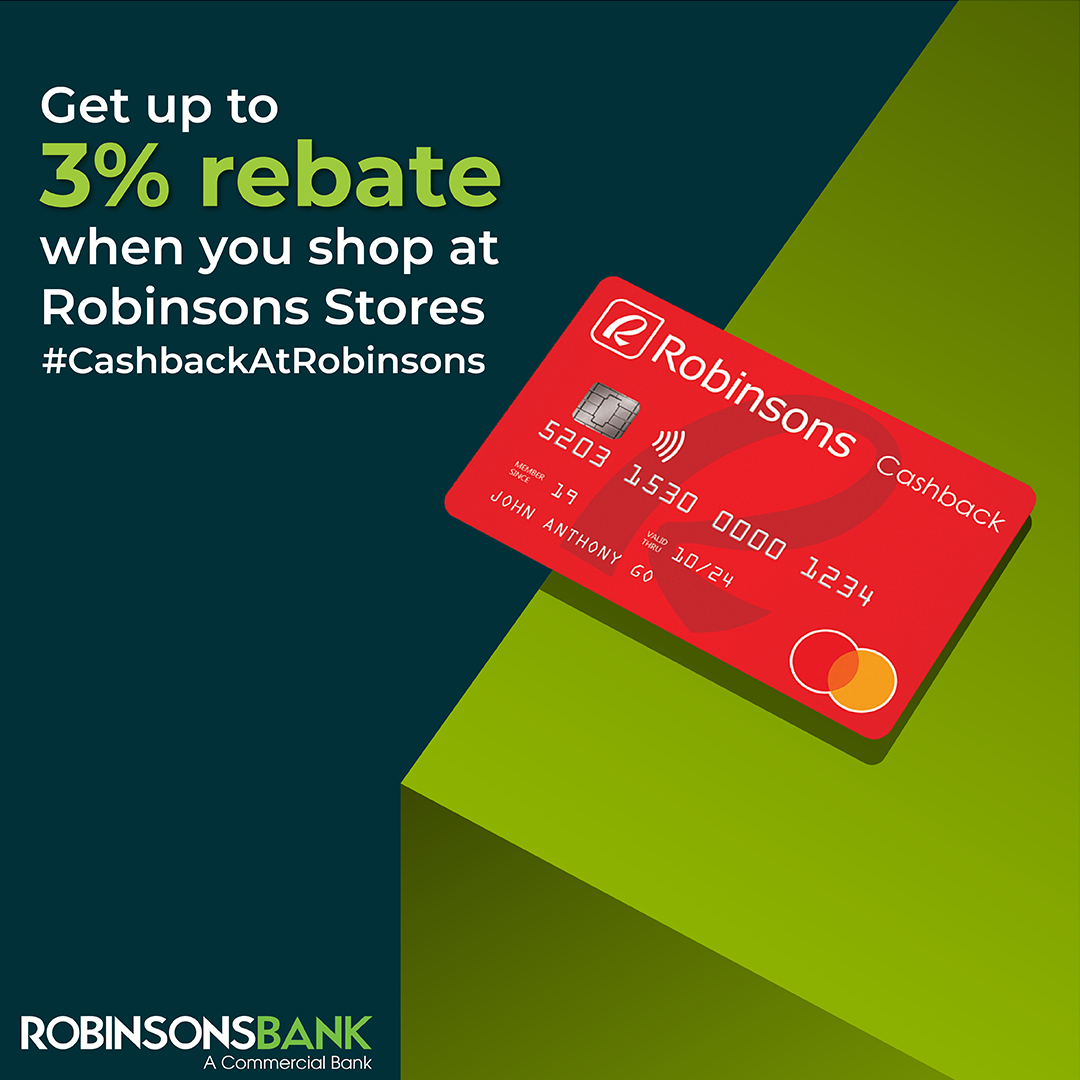 Get up to
3% rebate
when you shop at
Robinsons Stores
#CashbackAtRobinsons
R Robinsons
Cashback
5203 1530 0000 1234
MEMBER
SINCE 19
VALID
THRU 10/24
JOHN ANTHONY GO
ROBINSONSBANK
A Commercial Bank